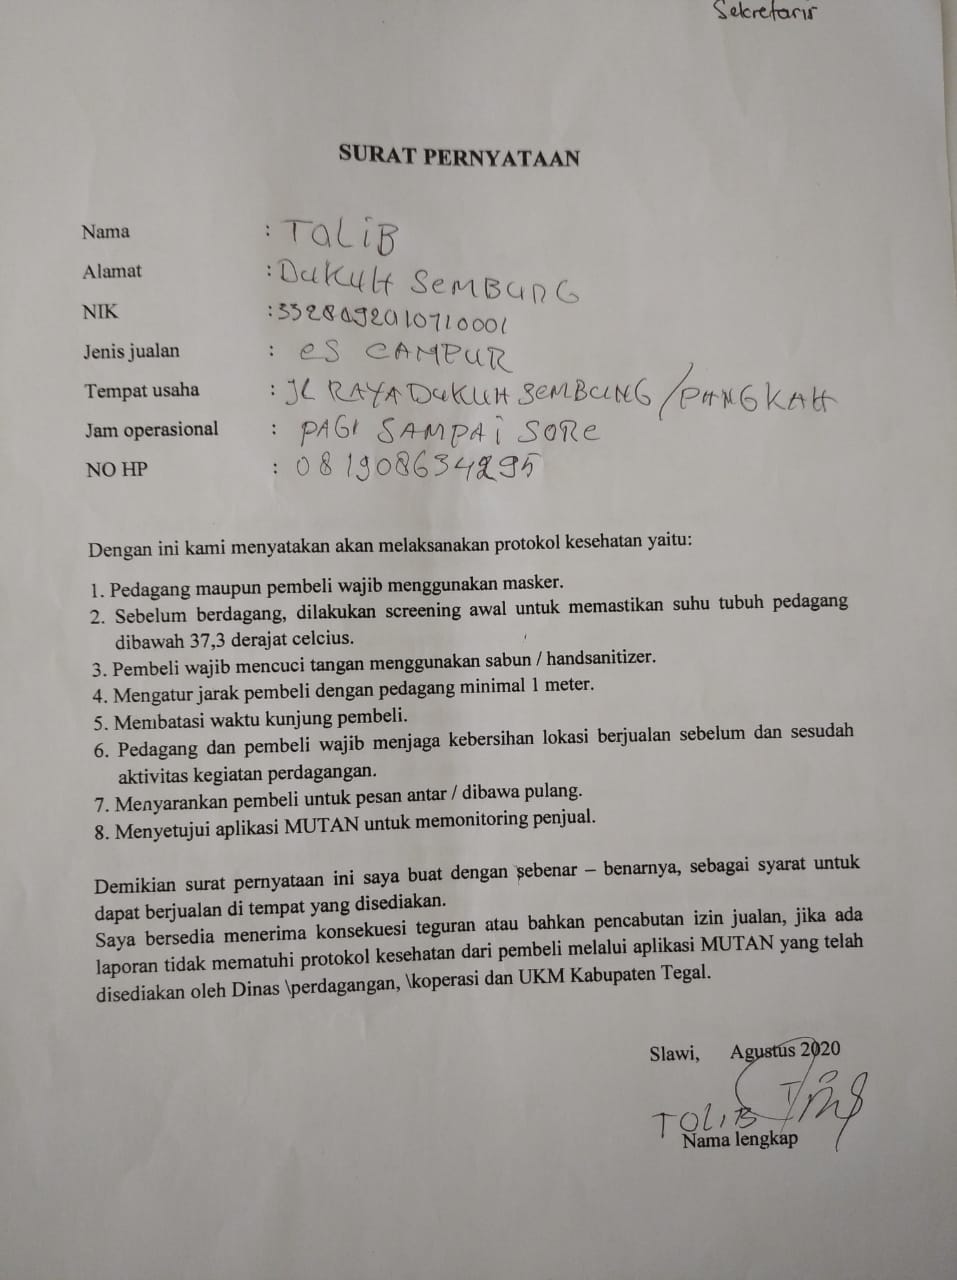 Sekretaris
SURAT PERNYATAAN
Nama : TALIB
Alamat : DUKUH SEMBUNG
NIK : 3328092010710001
Jenis jualan : eS CAMPUR
Tempat usaha : JL RAYA DUKUH SEMBUNG / PANGKAH
Jam operasional : PAGI SAMPAI SORE
NO HP : 081908634295
Dengan ini kami menyatakan akan melaksanakan protokol kesehatan yaitu:
1. Pedagang maupun pembeli wajib menggunakan masker.
2. Sebelum berdagang, dilakukan screening awal untuk memastikan suhu tubuh pedagang
dibawah 37,3 derajat celcius.
3. Pembeli wajib mencuci tangan menggunakan sabun / handsanitizer.
4. Mengatur jarak pembeli dengan pedagang minimal 1 meter.
5. Membatasi waktu kunjung pembeli.
6. Pedagang dan pembeli wajib menjaga kebersihan lokasi berjualan sebelum dan sesudah
aktivitas kegiatan perdagangan.
7. Menyarankan pembeli untuk pesan antar / dibawa pulang.
8. Menyetujui aplikasi MUTAN untuk memonitoring penjual.
Demikian surat pernyataan ini saya buat dengan sebenar – benarnya, sebagai syarat untuk
dapat berjualan di tempat yang disediakan.
Saya bersedia menerima konsekuesi teguran atau bahkan pencabutan izin jualan, jika ada
laporan tidak mematuhi protokol kesehatan dari pembeli melalui aplikasi MUTAN yang telah
disediakan oleh Dinas \perdagangan, \koperasi dan UKM Kabupaten Tegal.
Slawi, Agustus 2020
TOLIB
Nama lengkap